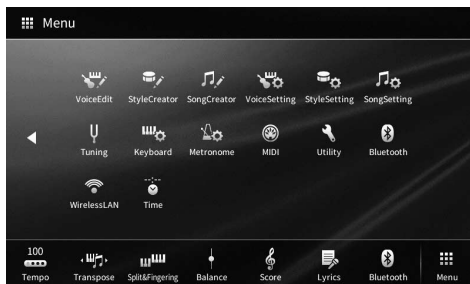 Menu
VoiceEdit StyleCreator SongCreator VoiceSetting StyleSetting SongSetting
Tuning Keyboard Metronome MIDI Utility Bluetooth
--:--
WirelessLAN Time
100
Tempo Transpose Split&Fingering Balance Score Lyrics Bluetooth Menu